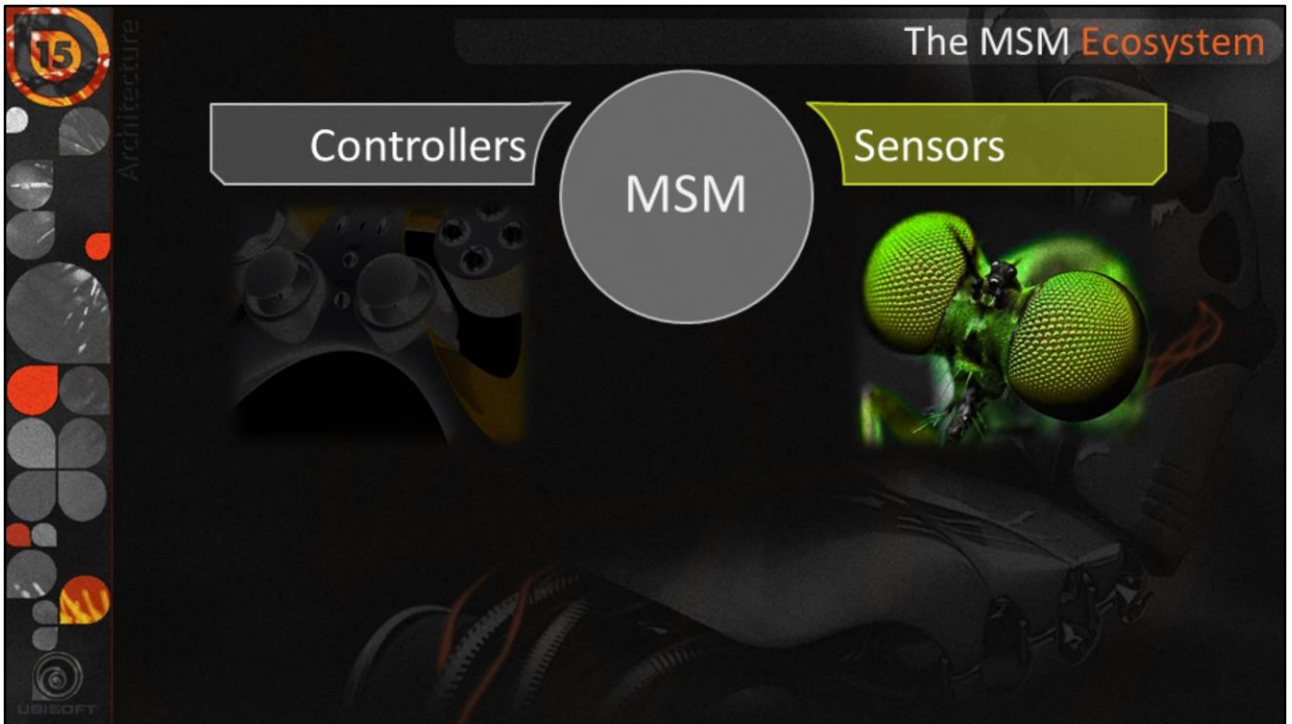 15
Architecture
The MSM Ecosystem
Controllers
MSM
Sensors
UBISOFT